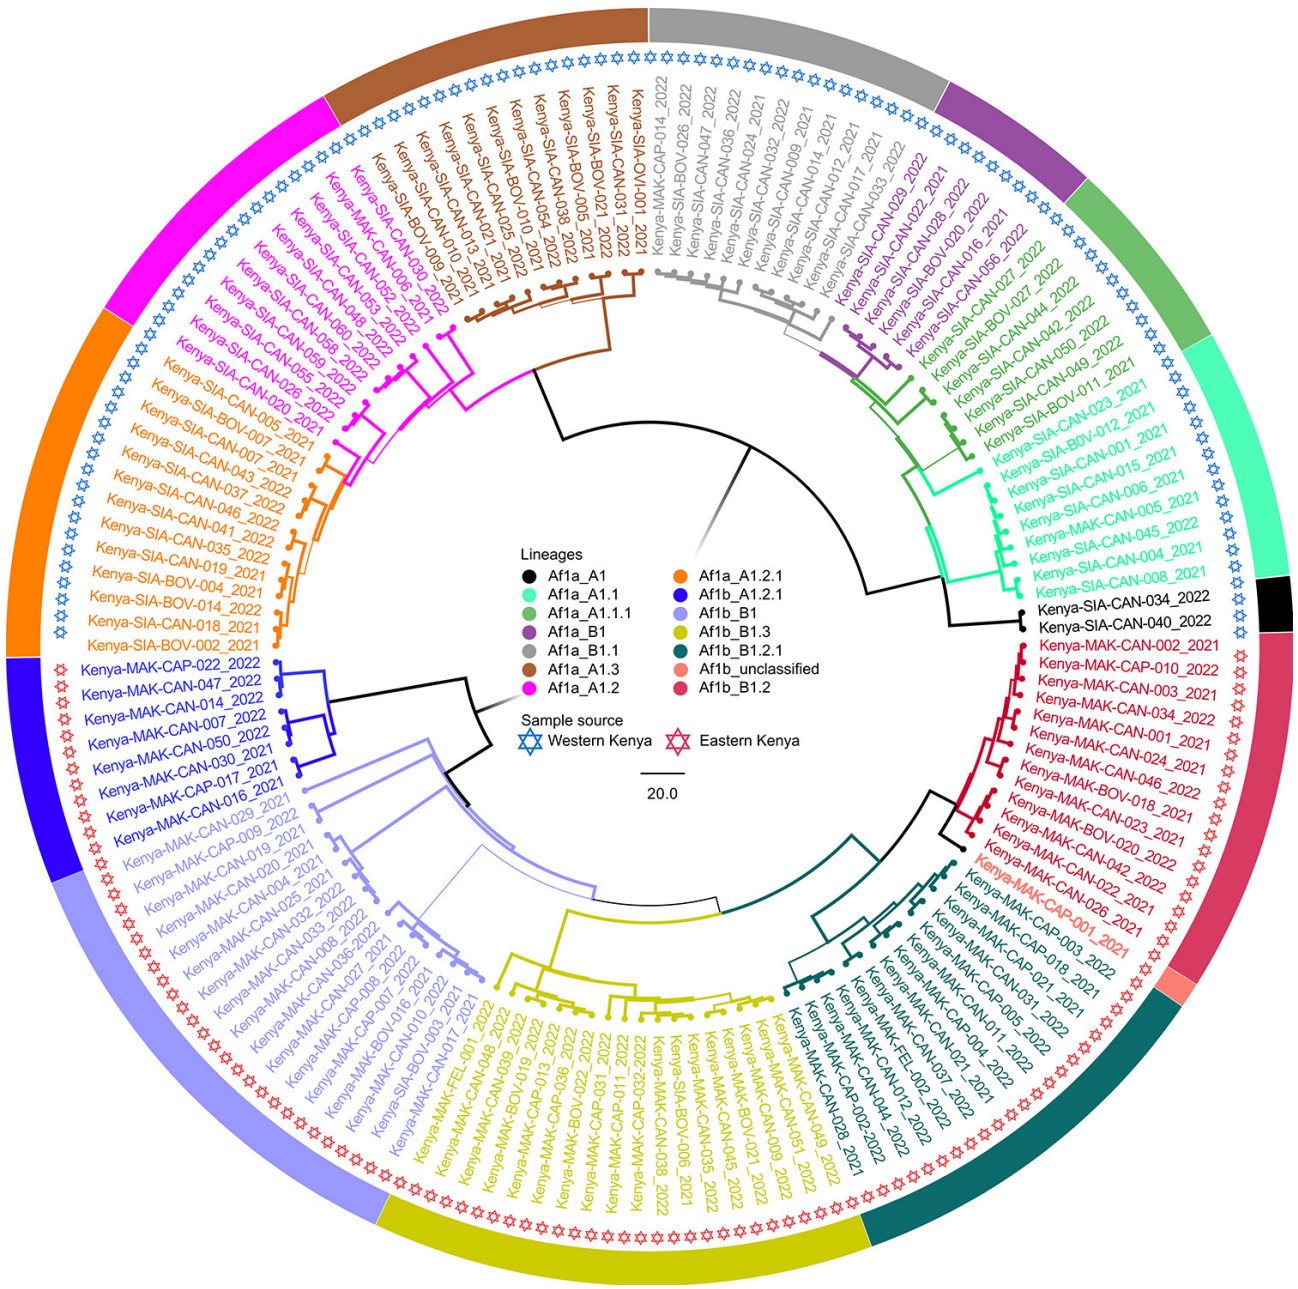 Kenya-MAK-CAP-014_2022
Kenya-SIA-BOV-026_2022
Kenya-SIA-CAN-047_2022
Kenya-SIA-CAN-036_2022
Kenya-SIA-CAN-024_2021
Kenya-SIA-CAN-032_2022
Kenya-SIA-CAN-009_2021
Kenya-SIA-CAN-014_2021
Kenya-SIA-CAN-012_2021
Kenya-SIA-CAN-017_2021
Kenya-SIA-CAN-033_2022
Kenya-SIA-CAN-029_2022
Kenya-SIA-CAN-022_2021
Kenya-SIA-CAN-028_2022
Kenya-SIA-BOV-020_2022
Kenya-SIA-CAN-016_2021
Kenya-SIA-CAN-056_2022
Kenya-SIA-CAN-027_2022
Kenya-SIA-BOV-027_2022
Kenya-SIA-CAN-044_2022
Kenya-SIA-CAN-042_2022
Kenya-SIA-CAN-050_2022
Kenya-SIA-CAN-049_2022
Kenya-SIA-BOV-011_2021
Kenya-SIA-CAN-023_2021
Kenya-SIA-BOV-012_2021
Kenya-SIA-CAN-001_2021
Kenya-SIA-CAN-015_2021
Kenya-SIA-CAN-006_2021
Kenya-MAK-CAN-005_2021
Kenya-SIA-CAN-045_2022
Kenya-SIA-CAN-004_2021
Kenya-SIA-CAN-008_2021
Kenya-SIA-CAN-034_2022
Kenya-SIA-CAN-040_2022
Kenya-MAK-CAN-002_2021
Kenya-MAK-CAP-010_2022
Kenya-MAK-CAN-003_2021
Kenya-MAK-CAN-034_2022
Kenya-MAK-CAN-001_2021
Kenya-MAK-CAN-024_2021
Kenya-MAK-CAN-046_2022
Kenya-MAK-BOV-018_2021
Kenya-MAK-CAN-023_2021
Kenya-MAK-BOV-020_2022
Kenya-MAK-CAN-042_2022
Kenya-MAK-CAN-022_2021
Kenya-MAK-CAN-026_2021
Kenya-MAK-CAP-001_2021
Kenya-MAK-CAP-003_2022
Kenya-MAK-CAP-018_2021
Kenya-MAK-CAP-021_2021
Kenya-MAK-CAN-031_2022
Kenya-MAK-CAP-005_2022
Kenya-MAK-CAN-011_2022
Kenya-MAK-CAP-004_2022
Kenya-MAK-CAN-021_2021
Kenya-MAK-CAN-037_2022
Kenya-MAK-FEL-002_2022
Kenya-MAK-CAN-012_2022
Kenya-MAK-CAN-044_2022
Kenya-MAK-CAP-002-2022
Kenya-MAK-CAN-028_2021
Kenya-MAK-CAN-049_2022
Kenya-MAK-CAN-051_2022
Kenya-MAK-CAN-009_2022
Kenya-MAK-BOV-021_2022
Kenya-MAK-CAN-045_2022
Kenya-MAK-CAN-035_2022
Kenya-SIA-BOV-006_2021
Kenya-MAK-CAN-038_2022
Kenya-MAK-CAP-032-2022
Kenya-MAK-CAP-011_2022
Kenya-MAK-CAP-031_2022
Kenya-MAK-BOV-022_2022
Kenya-MAK-CAP-036_2022
Kenya-MAK-CAP-013_2022
Kenya-MAK-BOV-019_2022
Kenya-MAK-CAN-039_2022
Kenya-MAK-CAN-048_2022
Kenya-MAK-FEL-001_2022
Kenya-MAK-CAN-017_2021
Kenya-SIA-BOV-003_2021
Kenya-MAK-CAN-010_2022
Kenya-MAK-BOV-016_2021
Kenya-MAK-CAP-007_2022
Kenya-MAK-CAP-008_2022
Kenya-MAK-CAN-027_2021
Kenya-MAK-CAN-036_2022
Kenya-MAK-CAN-008_2022
Kenya-MAK-CAN-033_2022
Kenya-MAK-CAN-032_2022
Kenya-MAK-CAN-025_2021
Kenya-MAK-CAN-004_2021
Kenya-MAK-CAN-020_2021
Kenya-MAK-CAN-019_2021
Kenya-MAK-CAP-009_2022
Kenya-MAK-CAN-029_2021
Kenya-MAK-CAN-016_2021
Kenya-MAK-CAP-017_2021
Kenya-MAK-CAN-030_2021
Kenya-MAK-CAN-050_2022
Kenya-MAK-CAN-007_2022
Kenya-MAK-CAN-014_2022
Kenya-MAK-CAN-047_2022
Kenya-MAK-CAP-022_2022
Kenya-SIA-BOV-002_2021
Kenya-SIA-CAN-018_2021
Kenya-SIA-BOV-014_2022
Kenya-SIA-BOV-004_2021
Kenya-SIA-CAN-019_2021
Kenya-SIA-CAN-035_2022
Kenya-SIA-CAN-041_2022
Kenya-SIA-CAN-046_2022
Kenya-SIA-CAN-037_2022
Kenya-SIA-CAN-043_2022
Kenya-SIA-CAN-007_2021
Kenya-SIA-BOV-007_2021
Kenya-SIA-CAN-005_2021
Kenya-SIA-CAN-020_2021
Kenya-SIA-CAN-026_2022
Kenya-SIA-CAN-055_2022
Kenya-SIA-CAN-059_2022
Kenya-SIA-CAN-058_2022
Kenya-SIA-CAN-060_2022
Kenya-SIA-CAN-048_2022
Kenya-SIA-CAN-053_2022
Kenya-SIA-CAN-052_2022
Kenya-MAK-CAN-006_2021
Kenya-SIA-CAN-030_2022
Kenya-SIA-BOV-009_2021
Kenya-SIA-CAN-010_2021
Kenya-SIA-CAN-013_2021
Kenya-SIA-CAN-021_2021
Kenya-SIA-CAN-025_2022
Kenya-SIA-BOV-010_2021
Kenya-SIA-CAN-054_2022
Kenya-SIA-CAN-038_2022
Kenya-SIA-BOV-005_2021
Kenya-SIA-BOV-021_2022
Kenya-SIA-CAN-031_2022
Kenya-SIA-OVI-001_2021
Lineages
Af1a_A1
Af1a_A1.1
Af1a_A1.1.1
Af1a_B1
Af1a_B1.1
Af1a_A1.3
Af1a_A1.2
Af1a_A1.2.1
Af1b_A1.2.1
Af1b_B1
Af1b_B1.3
Af1b_B1.2.1
Af1b_unclassified
Af1b_B1.2
Sample source
Western Kenya
Eastern Kenya
20.0